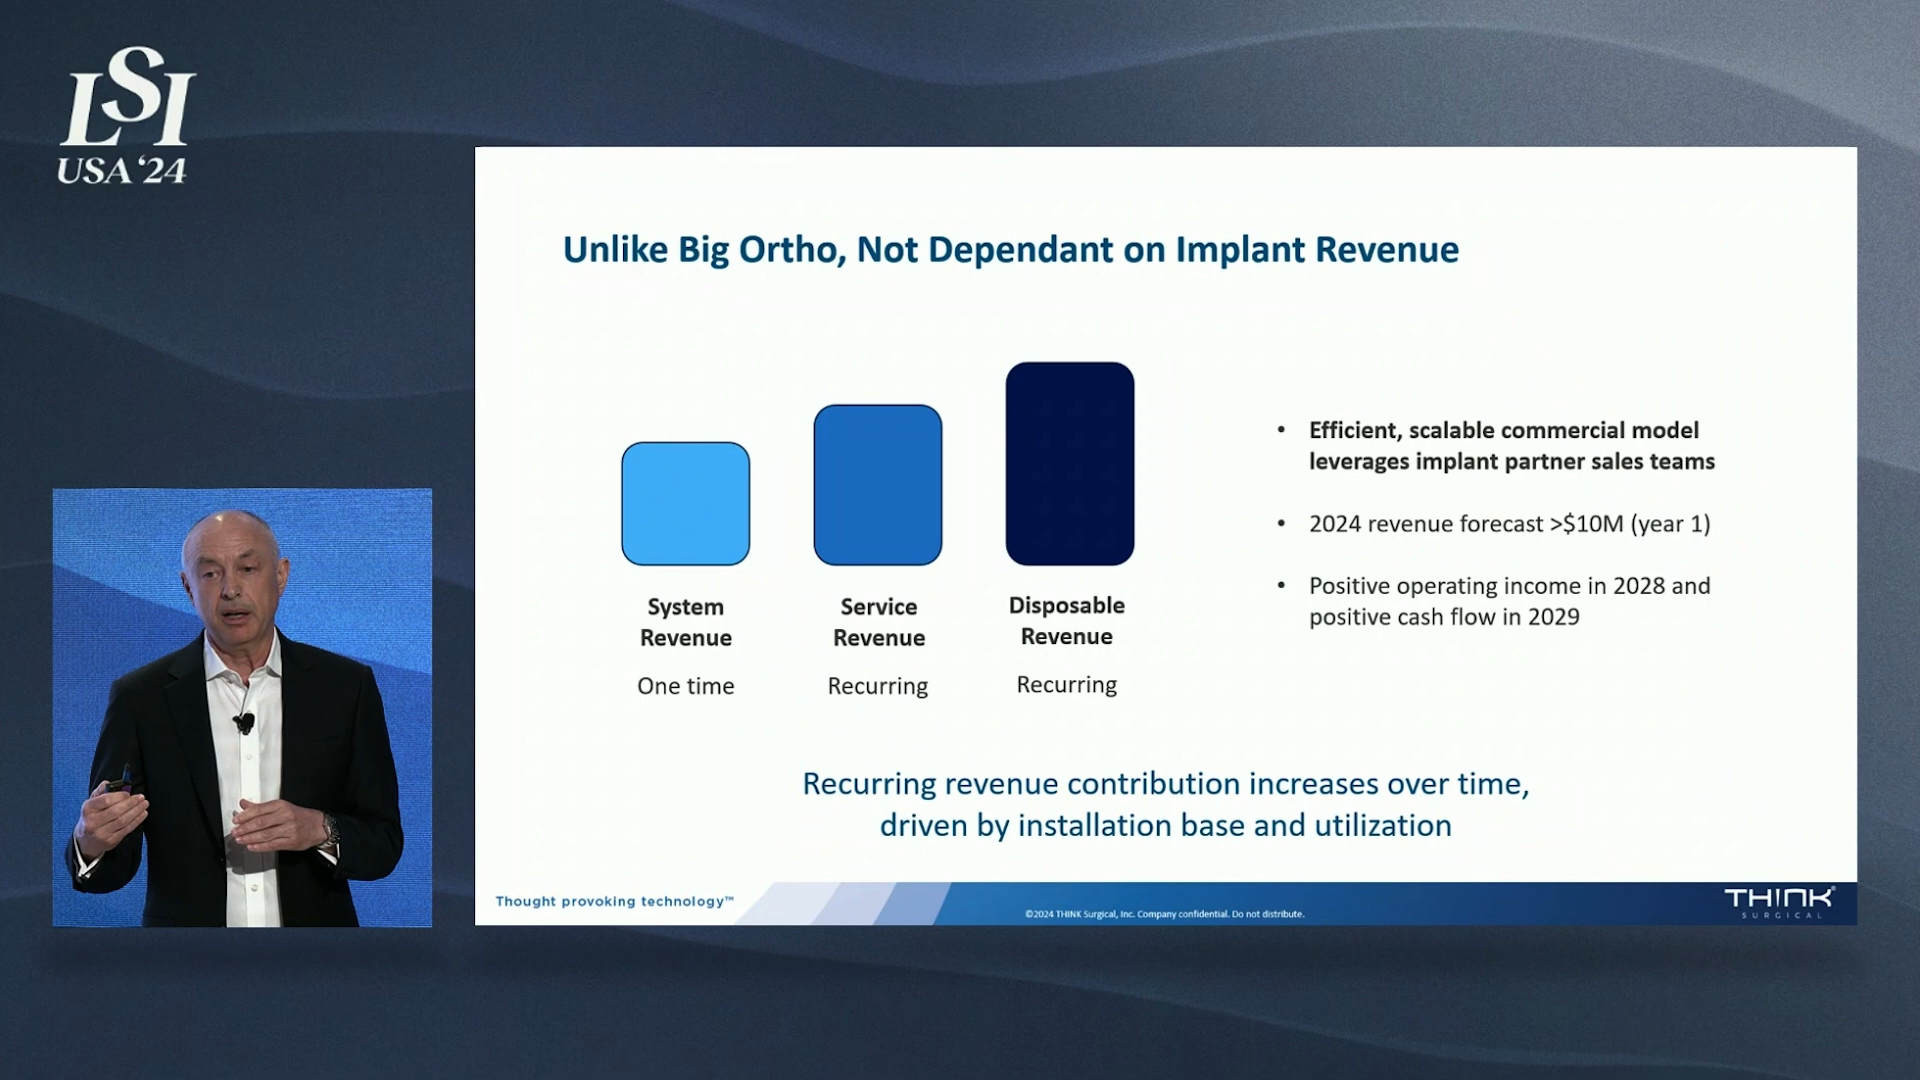 LSI
USA '24
Unlike Big Ortho, Not Dependant on Implant Revenue
System
Revenue
One time
Service
Revenue
Recurring
Disposable
Revenue
Recurring
• Efficient, scalable commercial model
leverages implant partner sales teams
• 2024 revenue forecast >$10M (year 1)
• Positive operating income in 2028 and
positive cash flow in 2029
Recurring revenue contribution increases over time,
driven by installation base and utilization
Thought provoking technology™
©2024 THINK Surgical, Inc. Company confidential. Do not distribute.
THINK®
SURGICAL